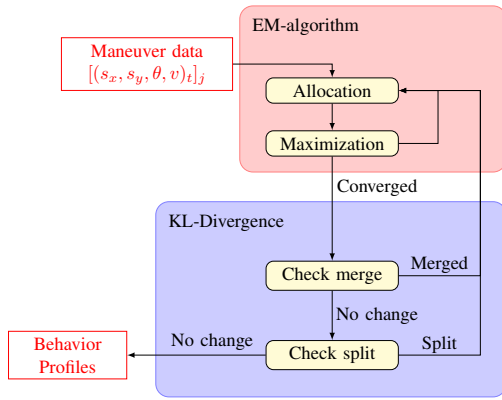 EM-algorithm
Maneuver data
[(s_x, s_y, θ, v)_t]_j
Allocation
Maximization
Converged
KL-Divergence
Check merge
Merged
No change
Behavior
Profiles
No change
Check split
Split